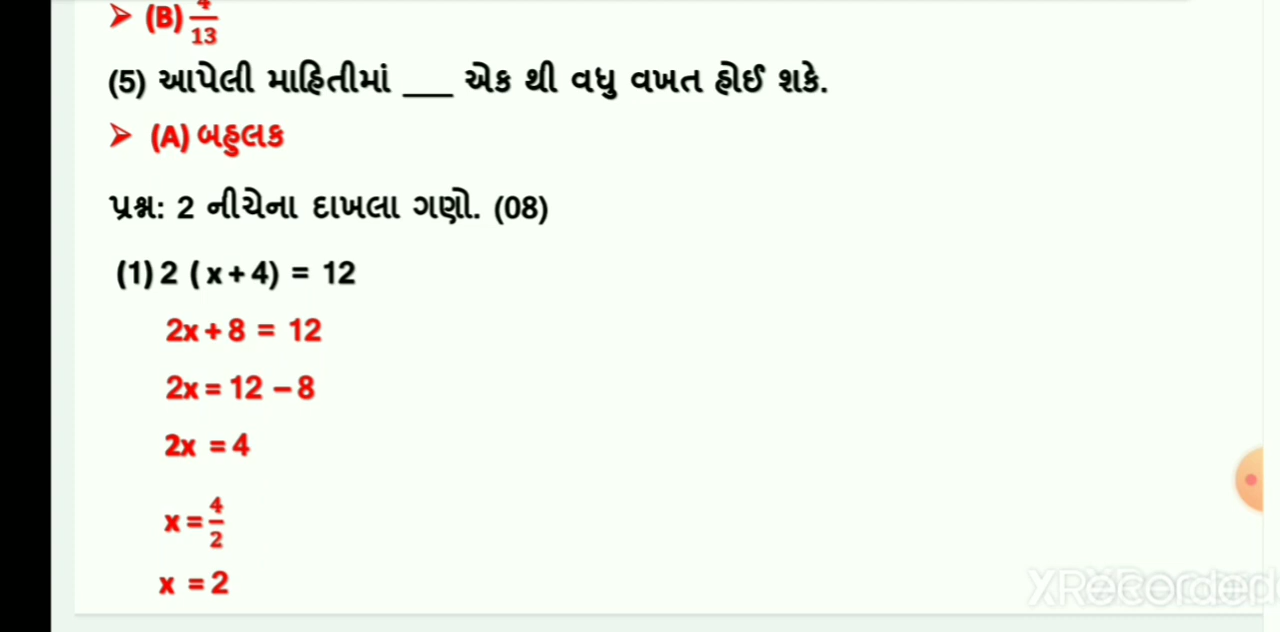 ➢ (B) 4/13
(5) આપેલી માહિતીમાં ___ એક થી વધુ વખત હોઈ શકે.
➢ (A) બહુલક
પ્રશ્ન: 2 નીચેના દાખલા ગણો. (08)
(1) 2 ( x + 4) = 12
2x + 8 = 12
2x = 12 – 8
2x = 4
x = 4/2
x = 2
XRecorder